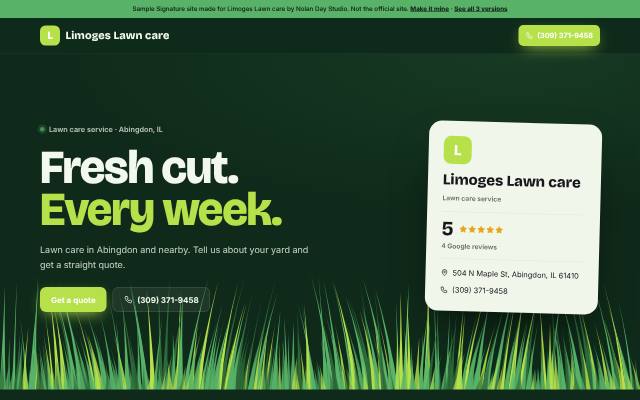 Sample Signature site made for Limoges Lawn care by Nolan Day Studio. Not the official site. Make it mine · See all 3 versions
L Limoges Lawn care
(309) 371-9458
Lawn care service · Abingdon, IL
Fresh cut.
Every week.
Lawn care in Abingdon and nearby. Tell us about your yard and
get a straight quote.
Get a quote
(309) 371-9458
L
Limoges Lawn care
Lawn care service
5
4 Google reviews
504 N Maple St, Abingdon, IL 61410
(309) 371-9458